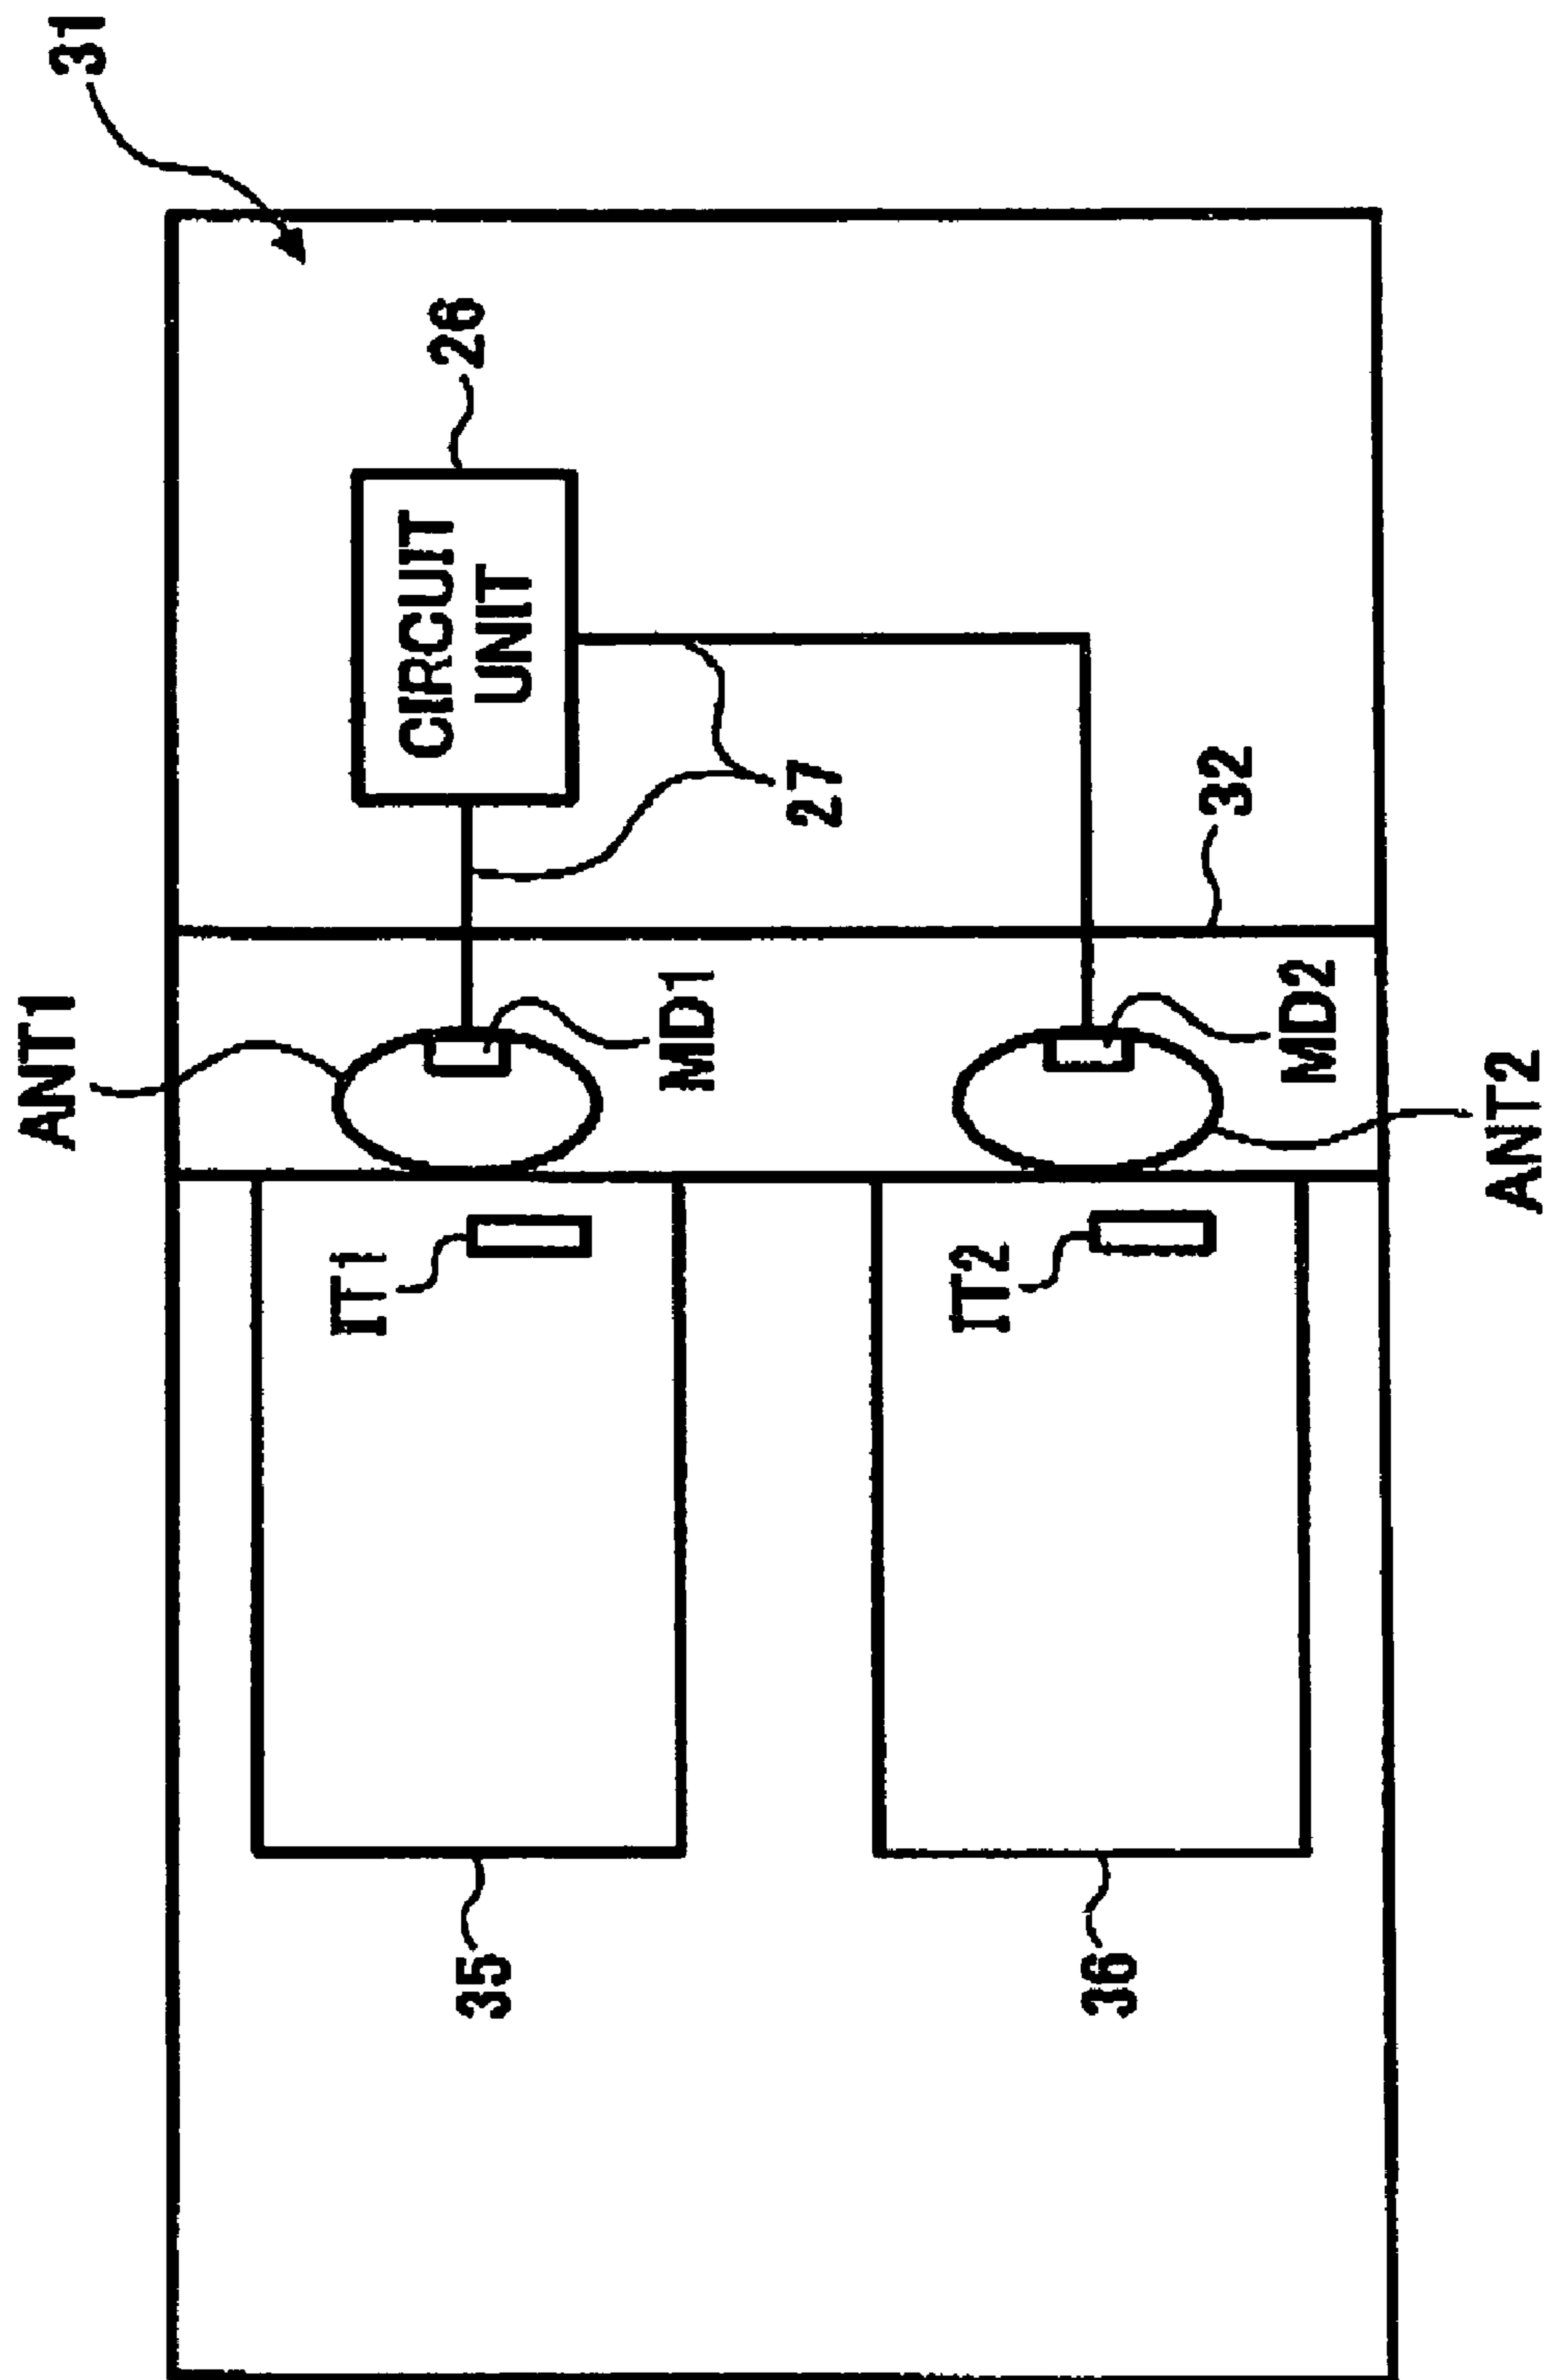 ANT1
31
26
CIRCUIT
UNIT
IT1
35
MD1
27
IT2
36
32
MD2
ANT2